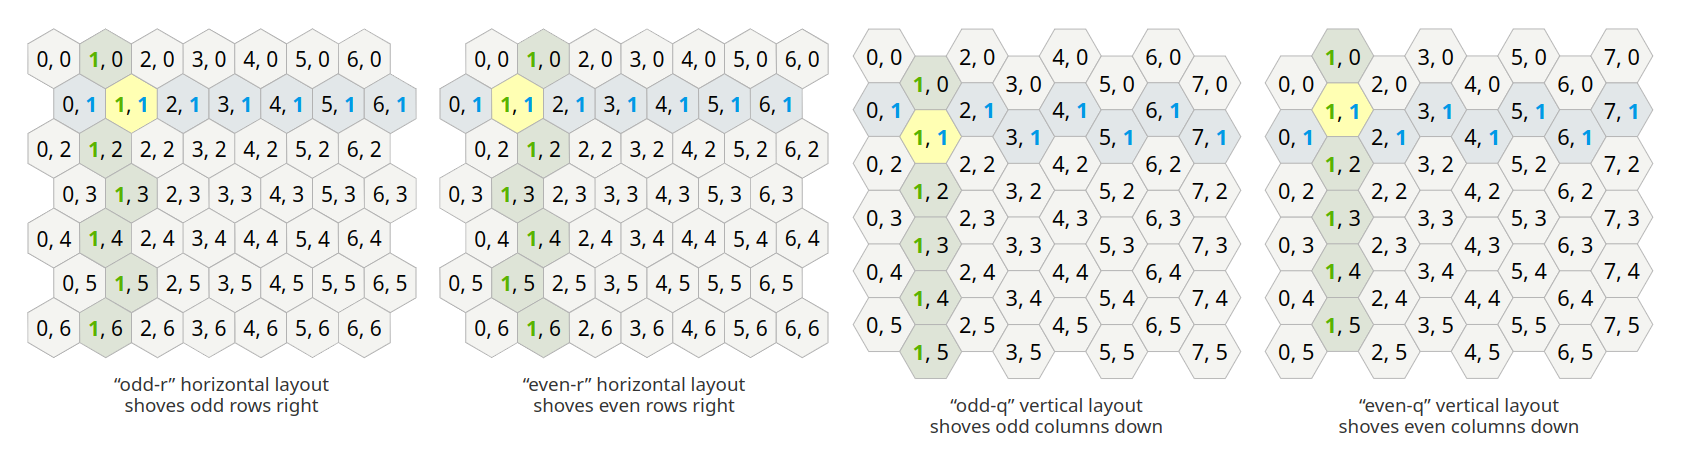 0, 0 1, 0 2, 0 3, 0 4, 0 5, 0 6, 0
0, 1 1, 1 2, 1 3, 1 4, 1 5, 1 6, 1
0, 2 1, 2 2, 2 3, 2 4, 2 5, 2 6, 2
0, 3 1, 3 2, 3 3, 3 4, 3 5, 3 6, 3
0, 4 1, 4 2, 4 3, 4 4, 4 5, 4 6, 4
0, 5 1, 5 2, 5 3, 5 4, 5 5, 5 6, 5
0, 6 1, 6 2, 6 3, 6 4, 6 5, 6 6, 6
“odd-r” horizontal layout
shoves odd rows right
0, 0 1, 0 2, 0 3, 0 4, 0 5, 0 6, 0
0, 1 1, 1 2, 1 3, 1 4, 1 5, 1 6, 1
0, 2 1, 2 2, 2 3, 2 4, 2 5, 2 6, 2
0, 3 1, 3 2, 3 3, 3 4, 3 5, 3 6, 3
0, 4 1, 4 2, 4 3, 4 4, 4 5, 4 6, 4
0, 5 1, 5 2, 5 3, 5 4, 5 5, 5 6, 5
0, 6 1, 6 2, 6 3, 6 4, 6 5, 6 6, 6
“even-r” horizontal layout
shoves even rows right
0, 0 2, 0 4, 0 6, 0
1, 0 3, 0 5, 0 7, 0
0, 1 2, 1 4, 1 6, 1
1, 1 3, 1 5, 1 7, 1
0, 2 2, 2 4, 2 6, 2
1, 2 3, 2 5, 2 7, 2
0, 3 2, 3 4, 3 6, 3
1, 3 3, 3 5, 3 7, 3
0, 4 2, 4 4, 4 6, 4
1, 4 3, 4 5, 4 7, 4
0, 5 2, 5 4, 5 6, 5
1, 5 3, 5 5, 5 7, 5
“odd-q” vertical layout
shoves odd columns down
1, 0 3, 0 5, 0 7, 0
0, 0 2, 0 4, 0 6, 0
1, 1 3, 1 5, 1 7, 1
0, 1 2, 1 4, 1 6, 1
1, 2 3, 2 5, 2 7, 2
0, 2 2, 2 4, 2 6, 2
1, 3 3, 3 5, 3 7, 3
0, 3 2, 3 4, 3 6, 3
1, 4 3, 4 5, 4 7, 4
0, 4 2, 4 4, 4 6, 4
1, 5 3, 5 5, 5 7, 5
0, 5 2, 5 4, 5 6, 5
“even-q” vertical layout
shoves even columns down